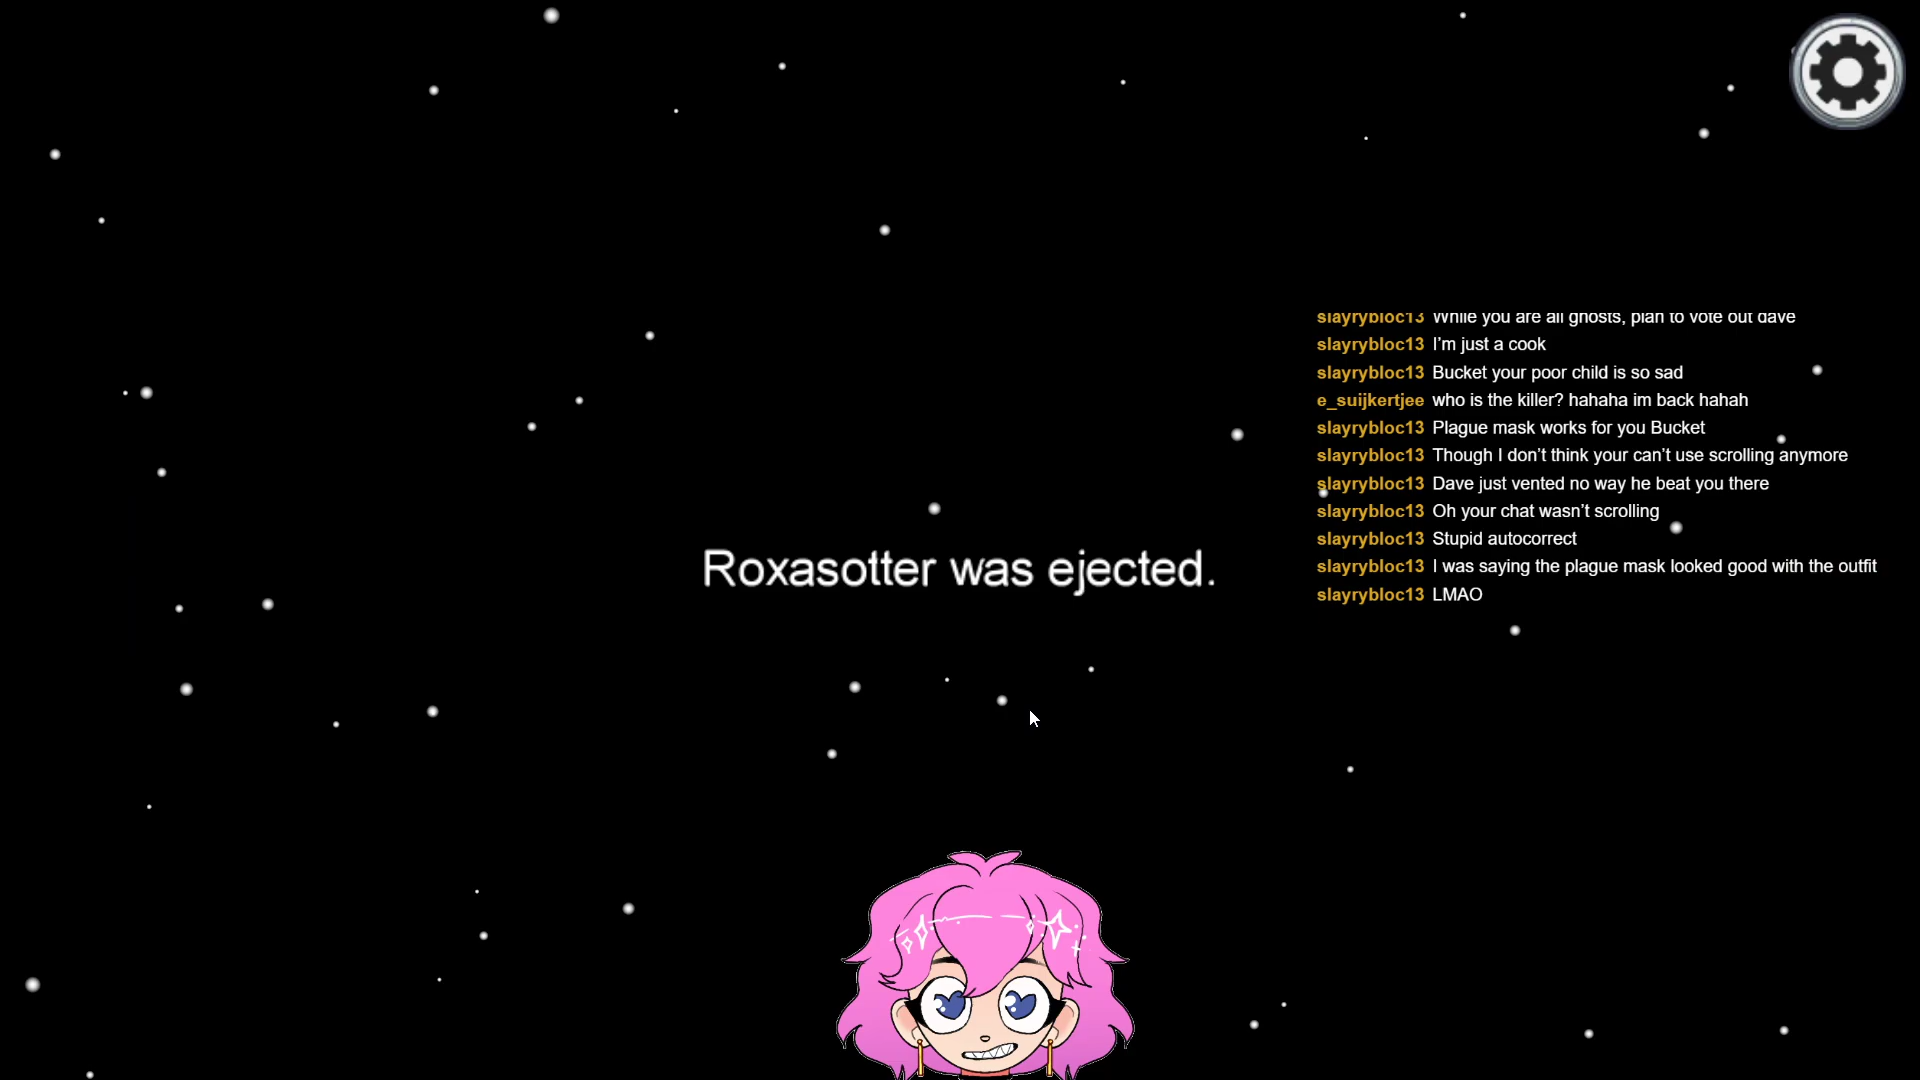 slayrybloc13 While you are all ghosts, plan to vote out dave
slayrybloc13 I'm just a cook
slayrybloc13 Bucket your poor child is so sad
e_suijkertjee who is the killer? hahaha im back hahah
slayrybloc13 Plague mask works for you Bucket
slayrybloc13 Though I don't think your can't use scrolling anymore
slayrybloc13 Dave just vented no way he beat you there
slayrybloc13 Oh your chat wasn't scrolling
slayrybloc13 Stupid autocorrect
Roxasotter was ejected.
slayrybloc13 I was saying the plague mask looked good with the outfit
slayrybloc13 LMAO